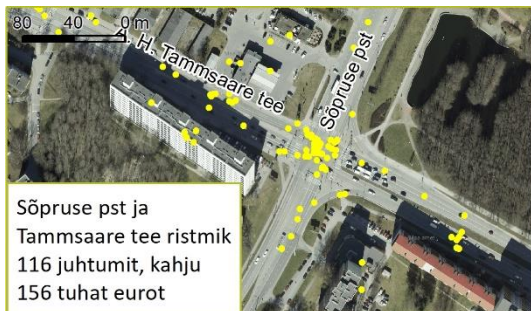 80 40 0 m
A. H. Tammsaare tee
Sõpruse pst
Sõpruse pst ja
Tammsaare tee ristmik
116 juhtumit, kahju
156 tuhat eurot